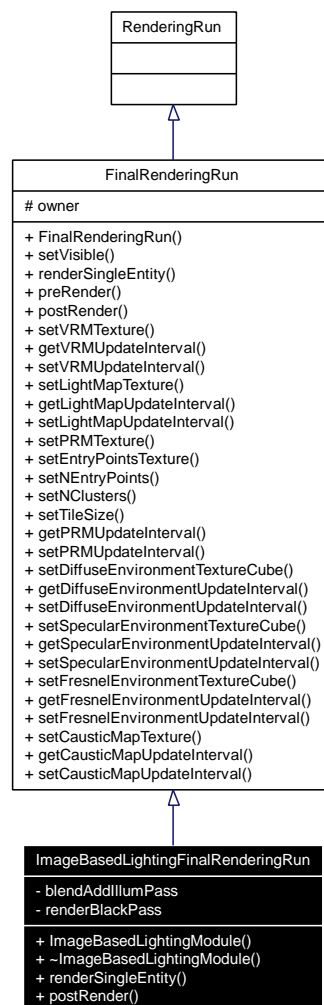 RenderingRun
FinalRenderingRun
# owner
+ FinalRenderingRun()
+ setVisible()
+ renderSingleEntity()
+ preRender()
+ postRender()
+ setVRMTexture()
+ getVRMUpdateInterval()
+ setVRMUpdateInterval()
+ setLightMapTexture()
+ getLightMapUpdateInterval()
+ setLightMapUpdateInterval()
+ setPRMTexture()
+ setEntryPointsTexture()
+ setNEntryPoints()
+ setNClusters()
+ setTileSize()
+ getPRMUpdateInterval()
+ setPRMUpdateInterval()
+ setDiffuseEnvironmentTextureCube()
+ getDiffuseEnvironmentUpdateInterval()
+ setDiffuseEnvironmentUpdateInterval()
+ setSpecularEnvironmentTextureCube()
+ getSpecularEnvironmentUpdateInterval()
+ setSpecularEnvironmentUpdateInterval()
+ setFresnelEnvironmentTextureCube()
+ getFresnelEnvironmentUpdateInterval()
+ setFresnelEnvironmentUpdateInterval()
+ setCausticMapTexture()
+ getCausticMapUpdateInterval()
+ setCausticMapUpdateInterval()
ImageBasedLightingFinalRenderingRun
- blendAddIllumPass
- renderBlackPass
+ ImageBasedLightingModule()
+ ~ImageBasedLightingModule()
+ renderSingleEntity()
+ postRender()